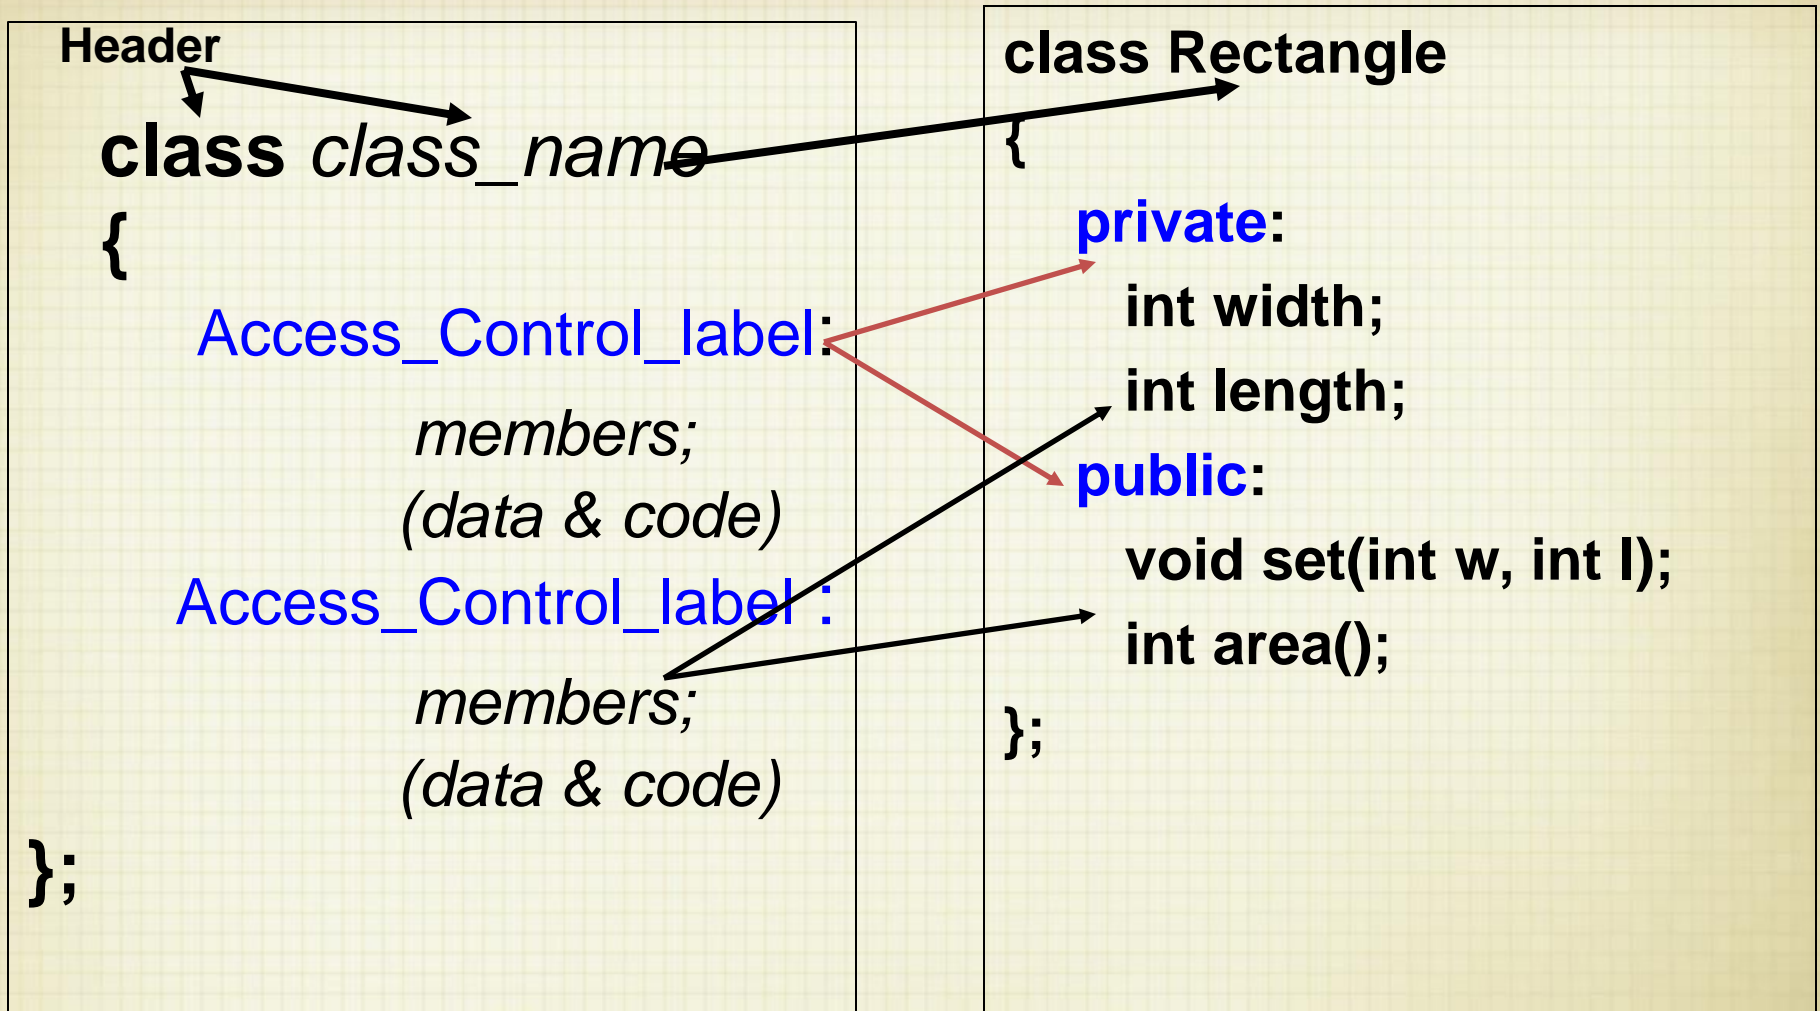 Header
class class_name
{
Access_Control_label:
members;
(data & code)
Access_Control_label :
members;
(data & code)
};
class Rectangle
{
private:
int width;
int length;
public:
void set(int w, int l);
int area();
};